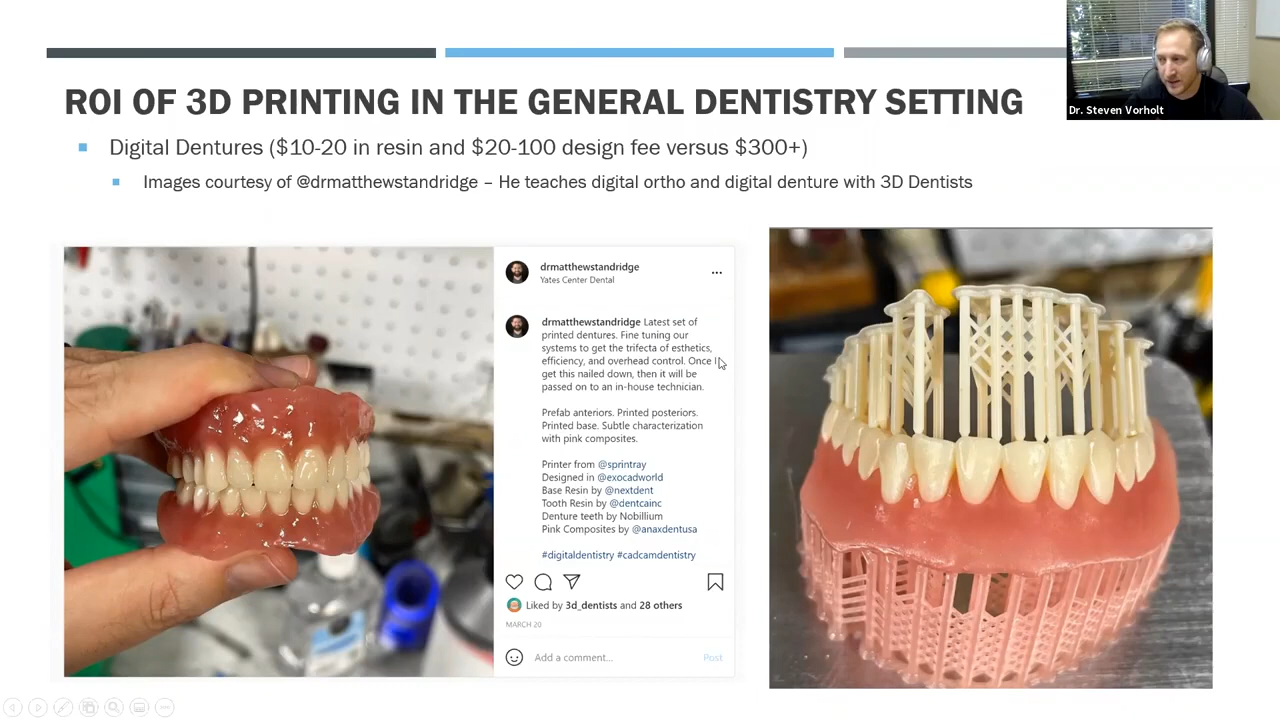 Dr. Steven Vorholt
ROI OF 3D PRINTING IN THE GENERAL DENTISTRY SETTING
Digital Dentures ($10-20 in resin and $20-100 design fee versus $300+)
Images courtesy of @drmatthewstandridge – He teaches digital ortho and digital denture with 3D Dentists
drmatthewstandridge
Yates Center Dental
drmatthewstandridge Latest set of
printed dentures. Fine tuning our
systems to get the trifecta of esthetics,
efficiency, and overhead control. Once I
get this nailed down, then it will be
passed on to an in-house technician.
Prefab anteriors. Printed posteriors.
Printed base. Subtle characterization
with pink composites.
Printer from @sprintray
Designed in @exocadworld
Base Resin by @nextdent
Tooth Resin by @dentcainc
Denture teeth by Nobillium
Pink Composites by @anaxdentusa
#digitaldentistry #cadcamdentistry
Liked by 3d_dentists and 28 others
MARCH 20
Add a comment...
Post